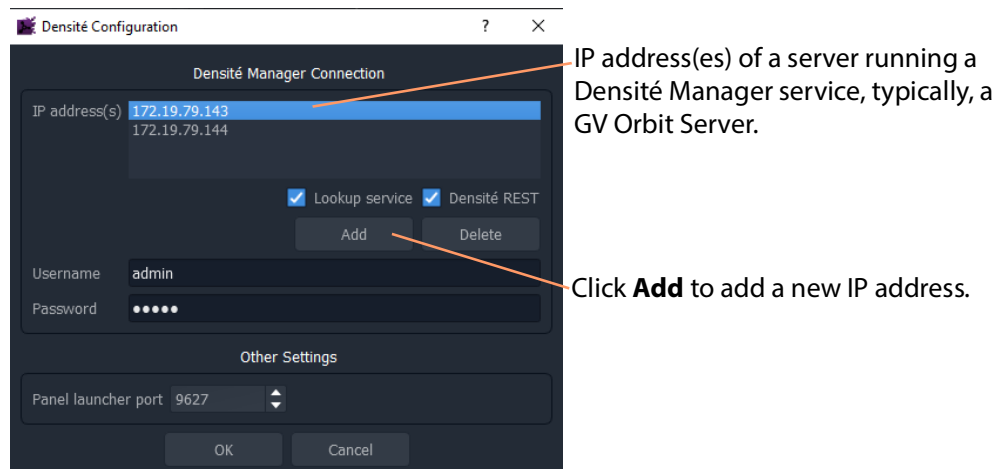 Densité Configuration ? ×
Densité Manager Connection
IP address(s) 172.19.79.143
172.19.79.144
Lookup service Densité REST
Add Delete
Username admin
Password •••••
Other Settings
Panel launcher port 9627
OK Cancel
IP address(es) of a server running a
Densité Manager service, typically, a
GV Orbit Server.
Click Add to add a new IP address.